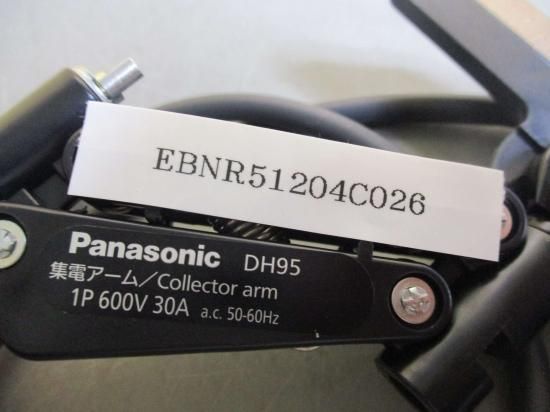 EBNR51204C026
Panasonic DH95
集電アーム/Collector arm
1P 600V 30A a.c. 50-60Hz